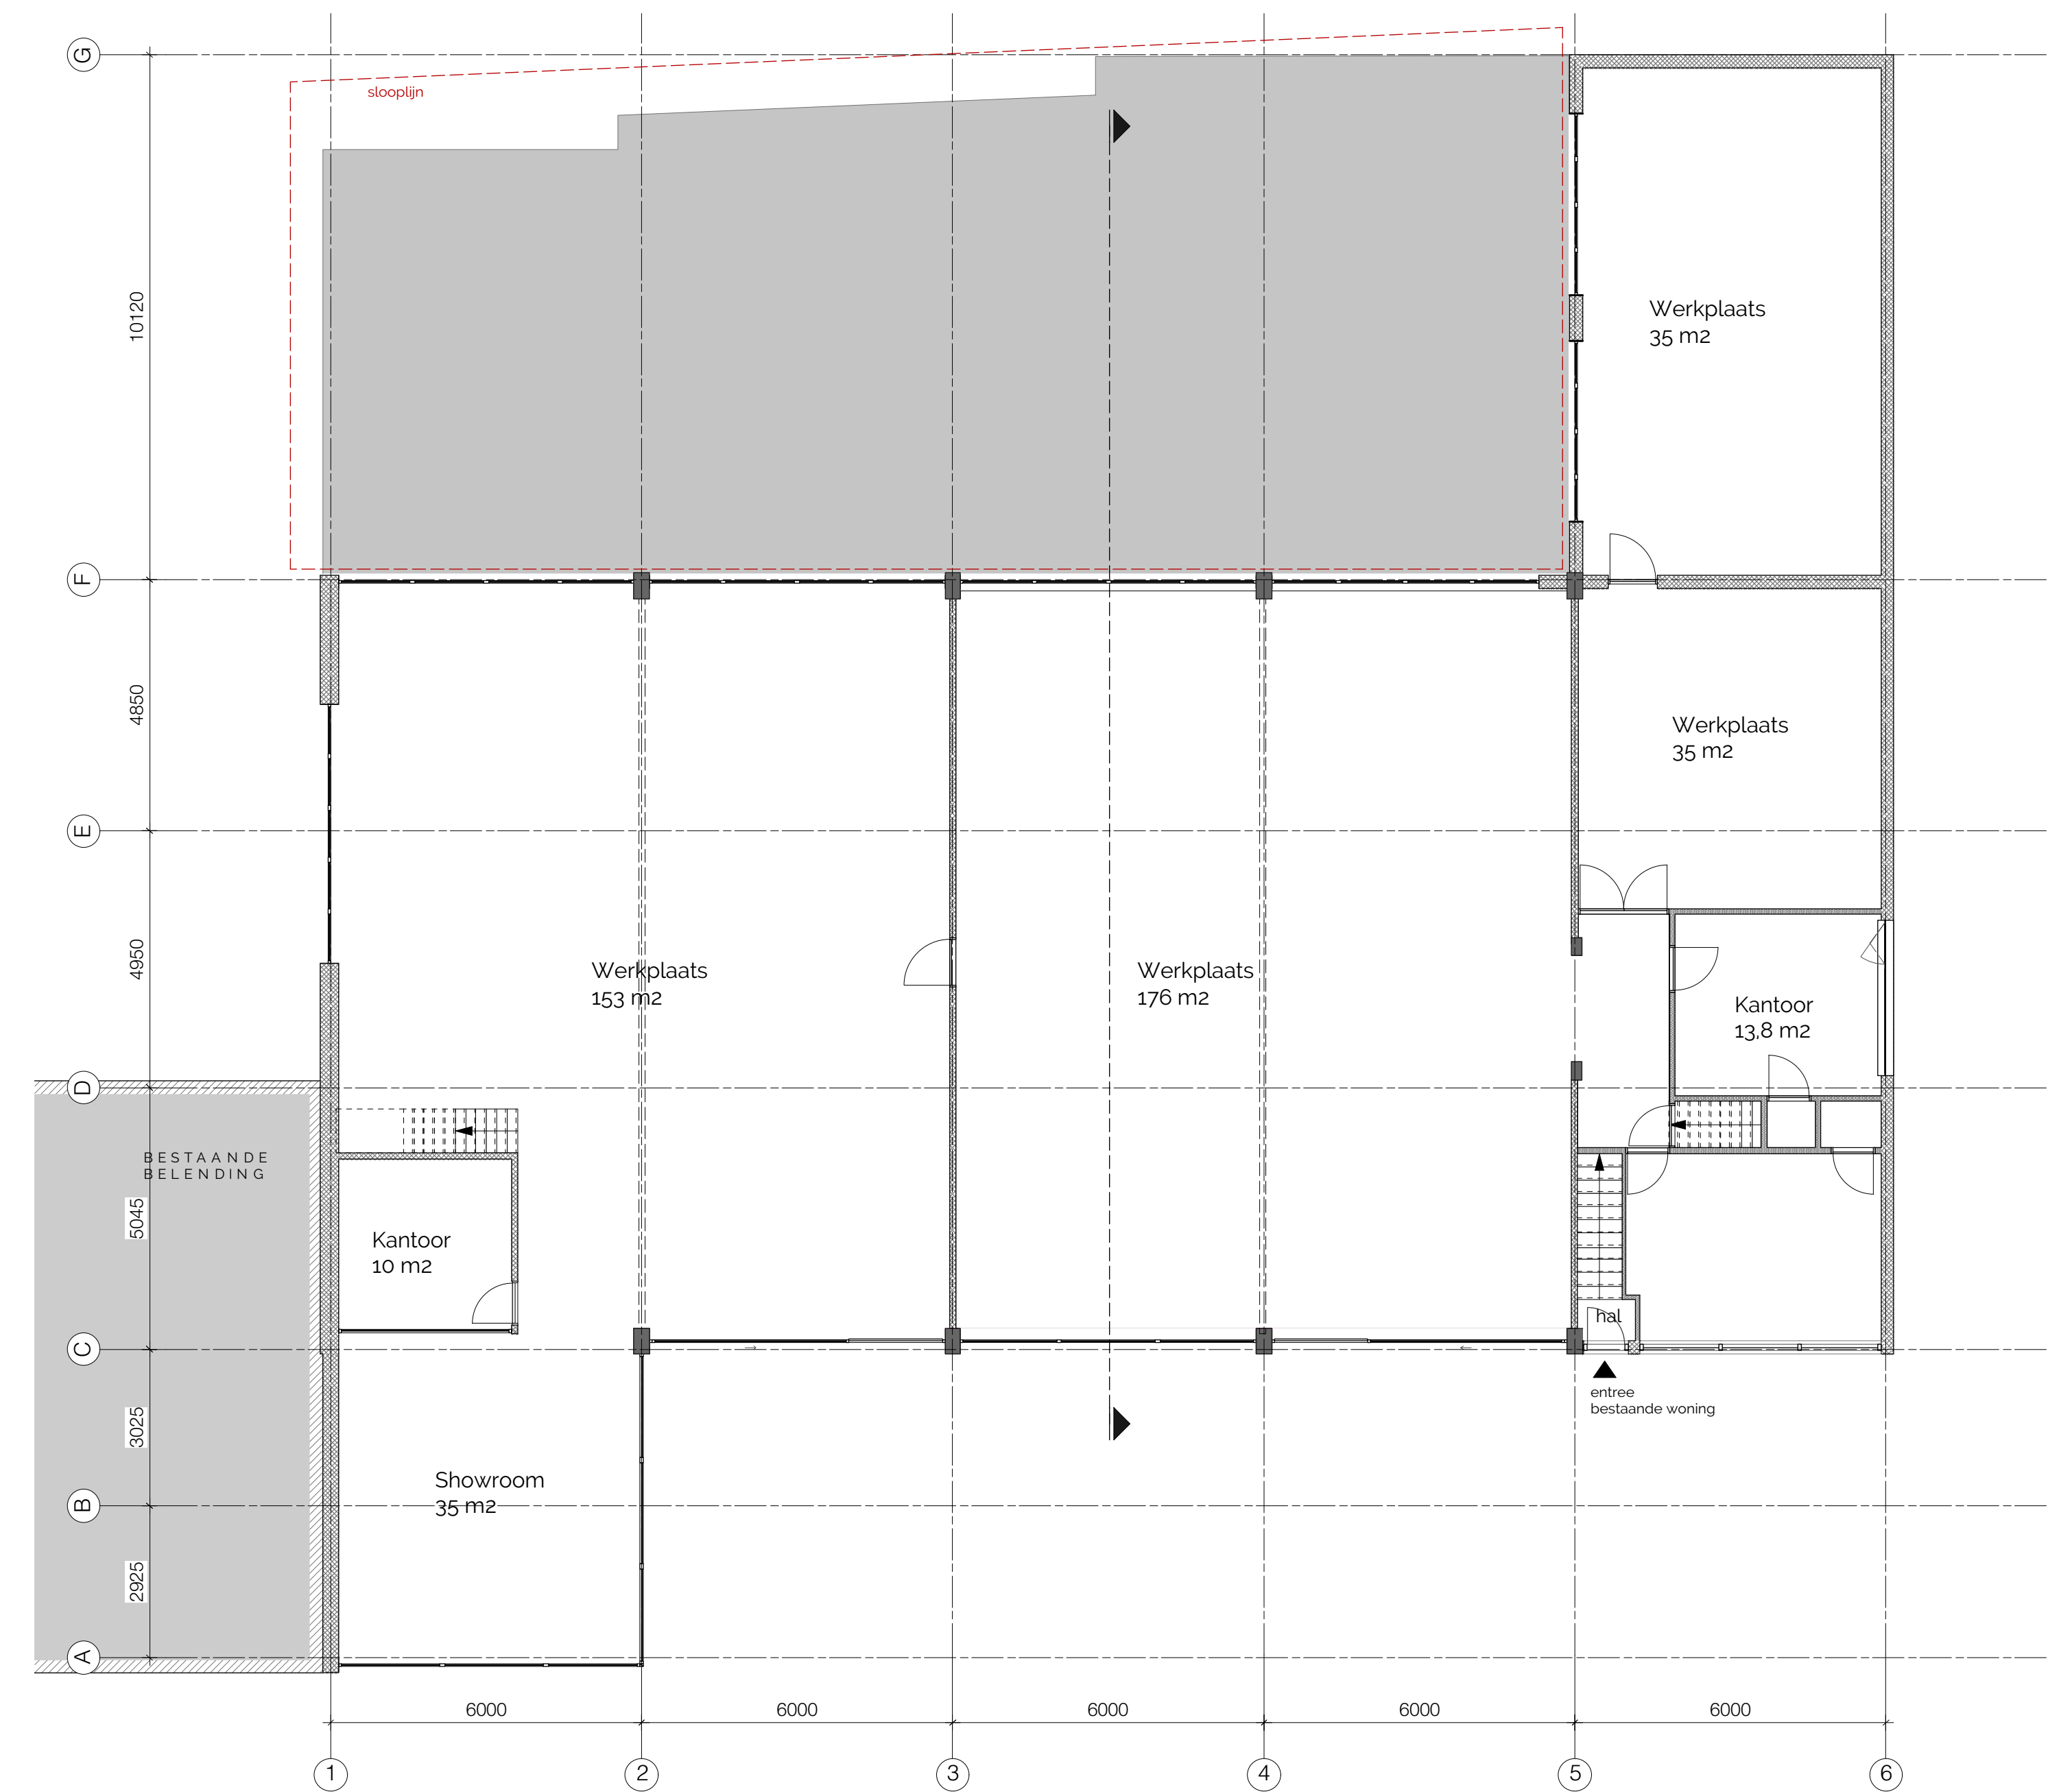 G
slooplijn
10120
Werkplaats
35 m2
F
4850
Werkplaats
35 m2
E
4950
Werkplaats
153 m2
Werkplaats
176 m2
Kantoor
13,8 m2
D
BESTAANDE
BELENDING
5045
Kantoor
10 m2
hal
C
entree
bestaande woning
3025
Showroom
35 m2
B
2925
A
6000
6000
6000
6000
6000
1
2
3
4
5
6